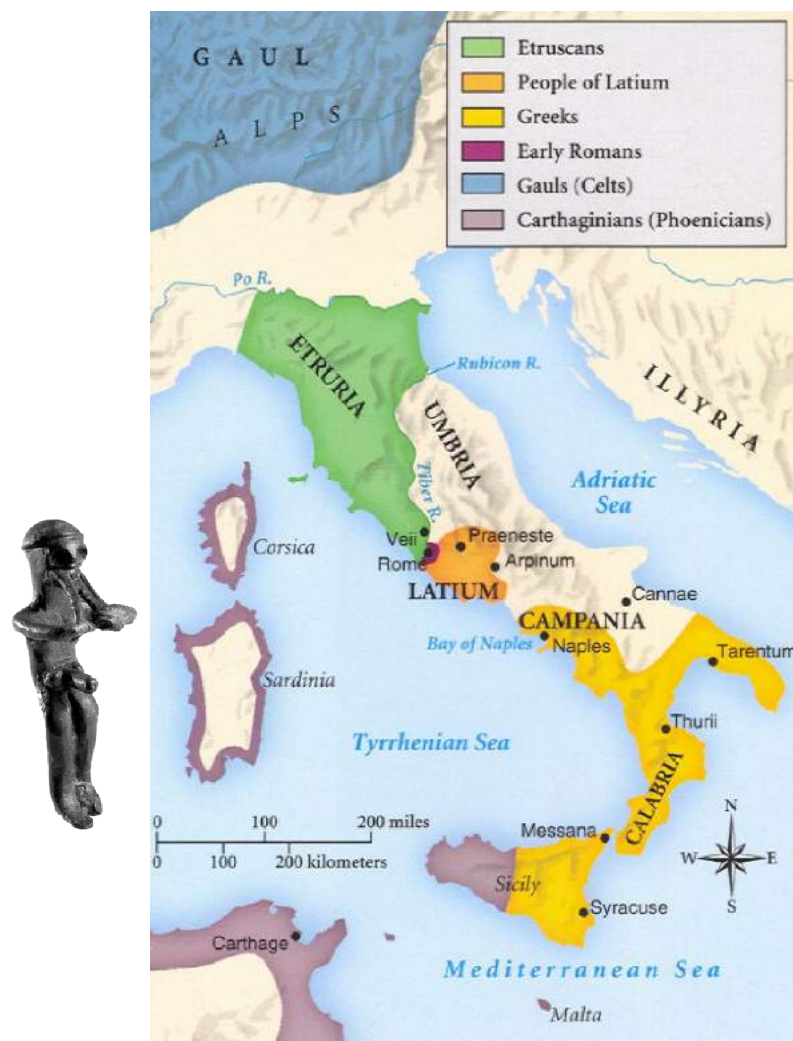 GAUL
ALPS
Etruscans
People of Latium
Greeks
Early Romans
Gauls (Celts)
Carthaginians (Phoenicians)
Po R.
ETRURIA
Rubicon R.
ILLYRIA
UMBRIA
Adriatic
Sea
Tiber R.
Corsica
Veii
Praeneste
Rome
Arpinum
LATIUM
Cannae
CAMPANIA
Bay of Naples
Naples
Tarentum
Sardinia
Thurii
Tyrrhenian Sea
CALABRIA
0 100 200 miles
0 100 200 kilometers
Messana
N
W E
S
Sicily
Syracuse
Carthage
Mediterranean Sea
Malta